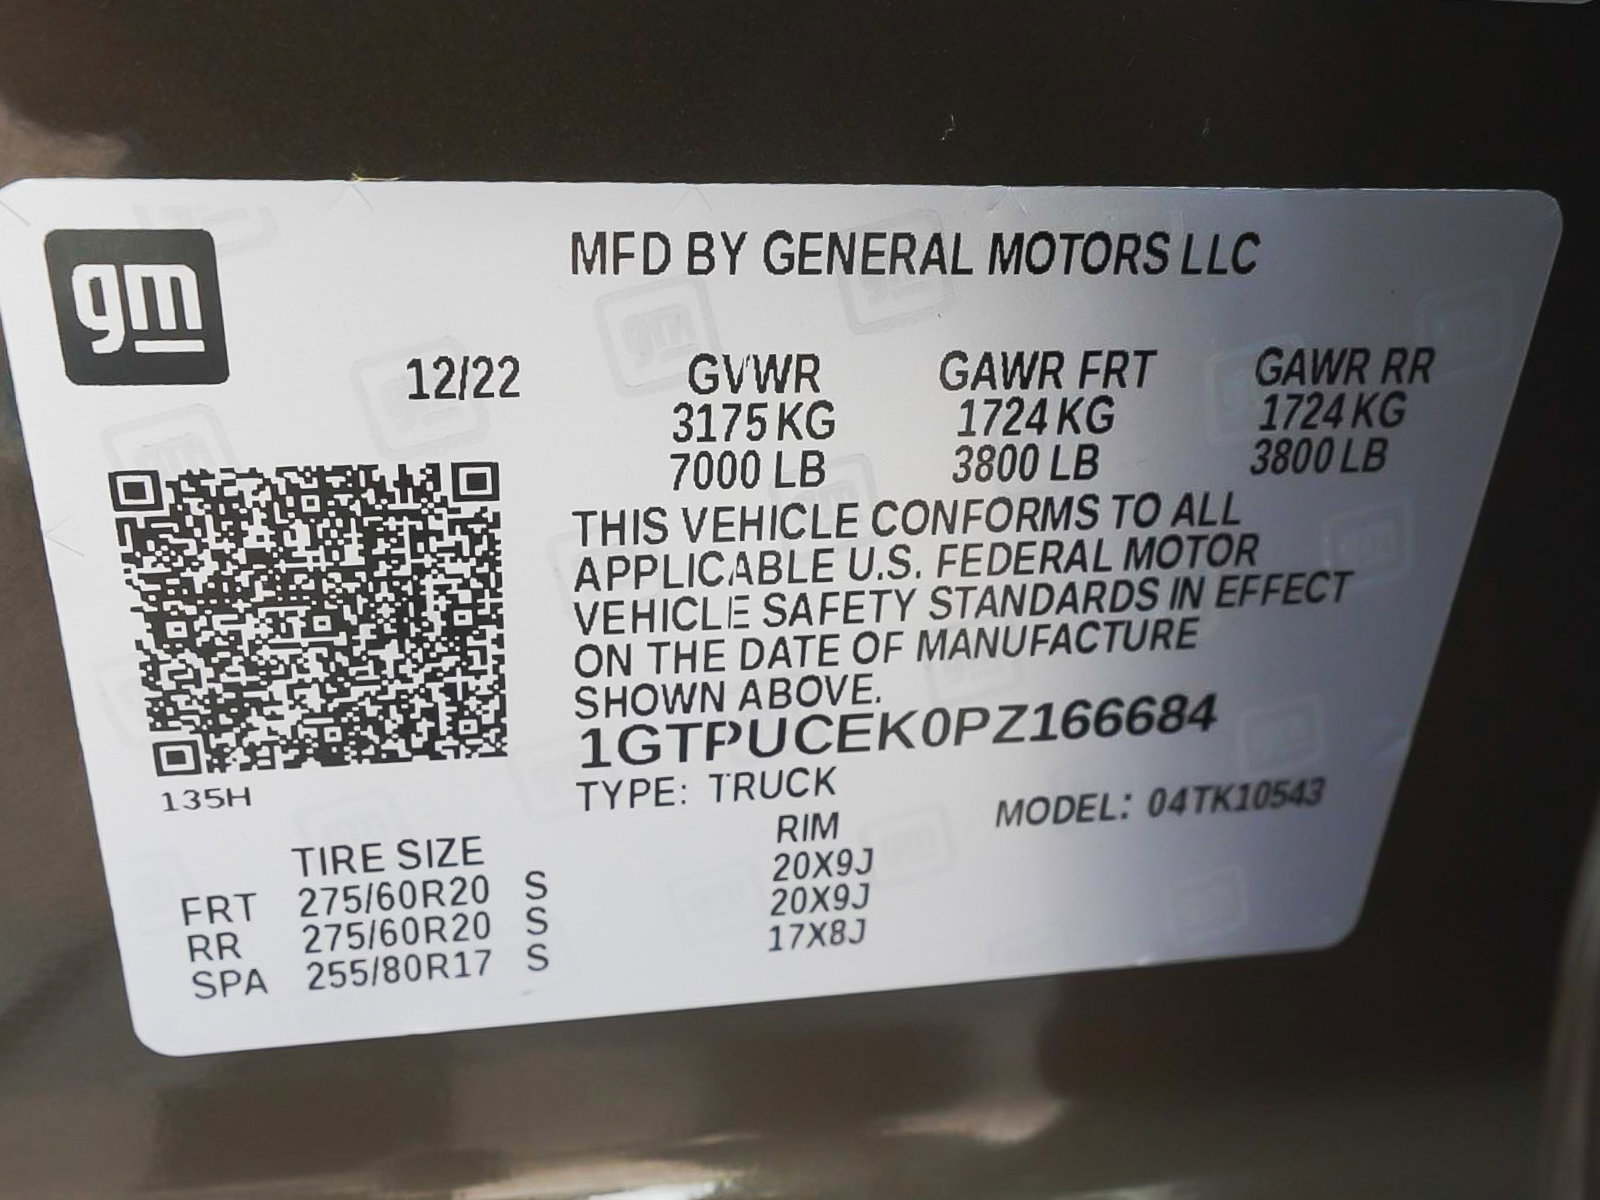 gm
MFD BY GENERAL MOTORS LLC
12/22
GVWR GAWR FRT GAWR RR
3175 KG 1724 KG 1724 KG
7000 LB 3800 LB 3800 LB
THIS VEHICLE CONFORMS TO ALL
APPLICABLE U.S. FEDERAL MOTOR
VEHICLE SAFETY STANDARDS IN EFFECT
ON THE DATE OF MANUFACTURE
SHOWN ABOVE.
1GTPUCEK0PZ166684
135H
TYPE: TRUCK MODEL: 04TK10543
TIRE SIZE RIM
FRT 275/60R20 S 20X9J
RR 275/60R20 S 20X9J
SPA 255/80R17 S 17X8J